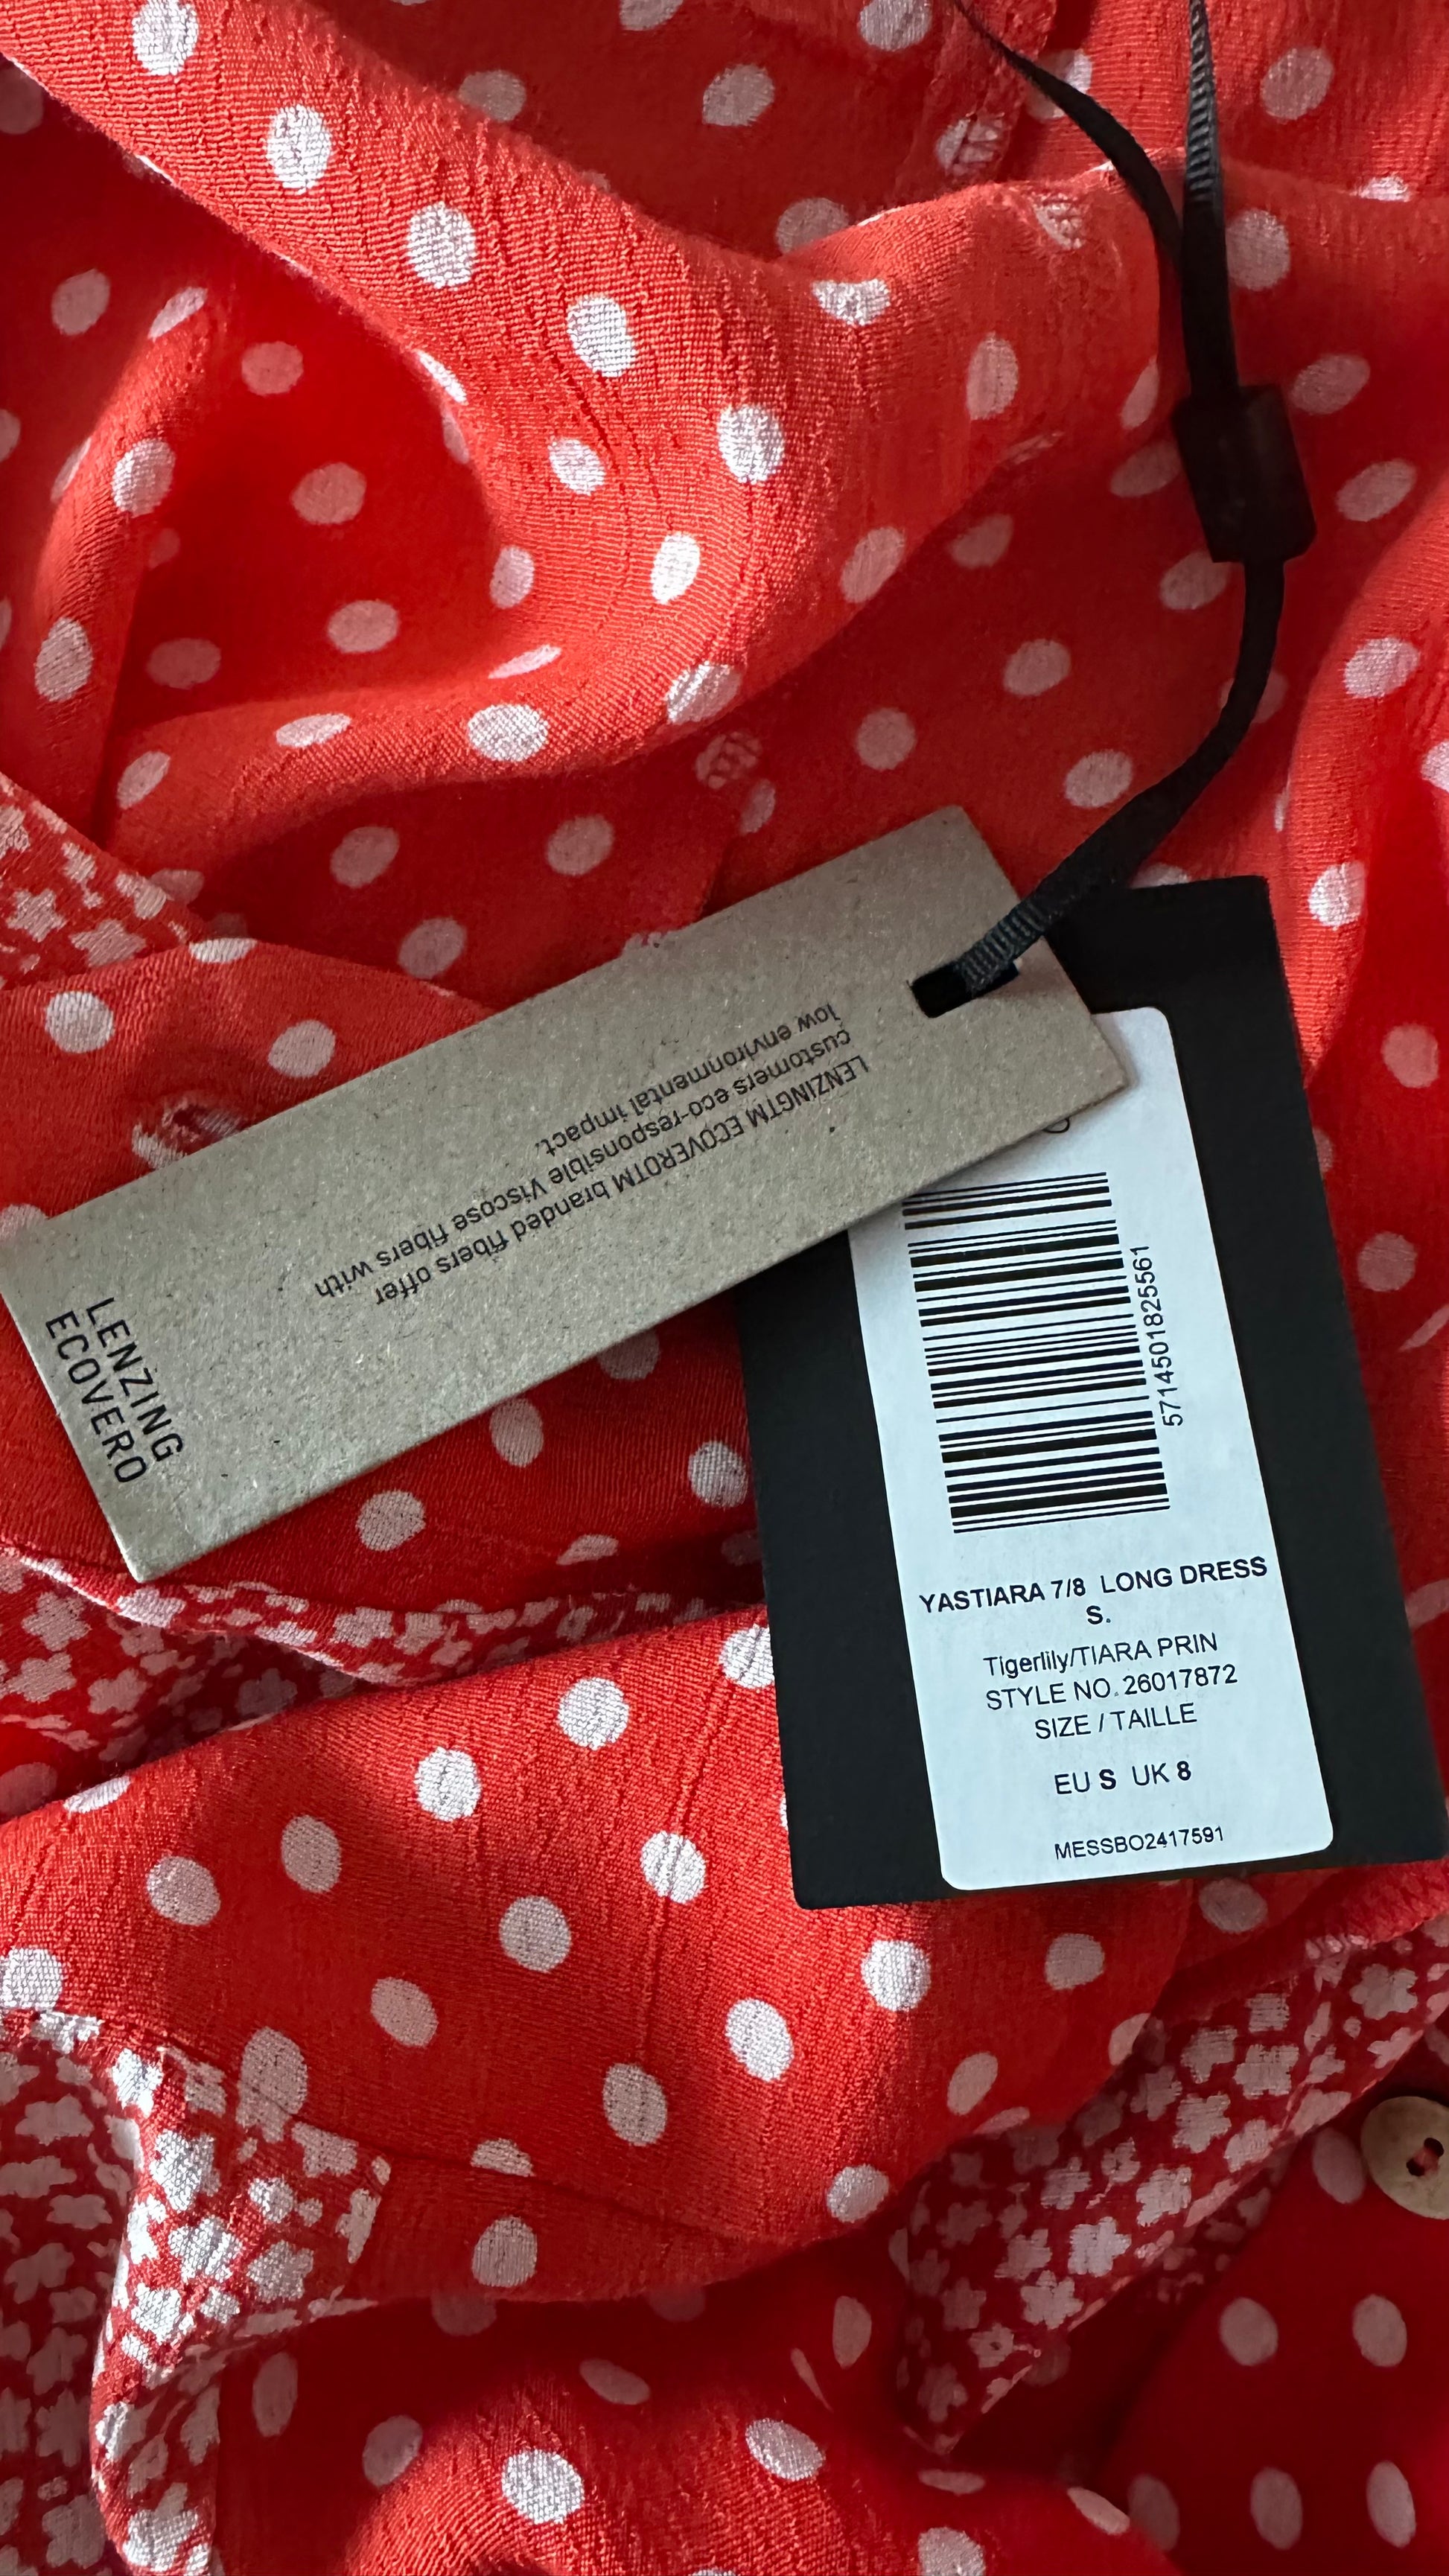 LENZINGTM ECOVEROTM branded fibers offer
customers eco-responsible Viscose fibers with
low environmental impact.
LENZING
ECOVERO
5714501825561
YASTIARA 7/8 LONG DRESS
S.
Tigerlily/TIARA PRIN
STYLE NO. 26017872
SIZE / TAILLE
EU S UK 8
MESSBO2417591